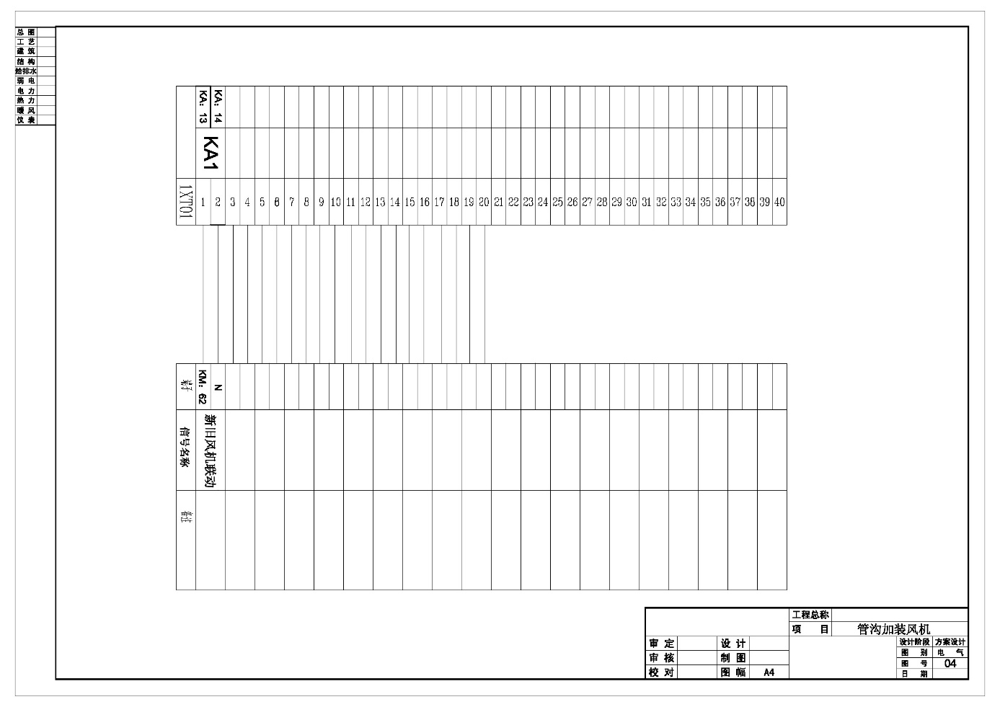 总 图
工 艺
建 筑
结 构
给排水
弱 电
电 力
热 力
暖 风
仪 表
KA：13
KA：14
KA1
1XT01
1 2 3 4 5 6 7 8 9 10 11 12 13 14 15 16 17 18 19 20 21 22 23 24 25 26 27 28 29 30 31 32 33 34 35 36 37 38 39 40
端子
KM：62
N
信号名称
新旧风机联动
备注
工程总称
项 目
管沟加装风机
审 定
设 计
设计阶段
方案设计
审 核
制 图
图 别
电 气
图 号
04
校 对
图 幅
A4
日 期